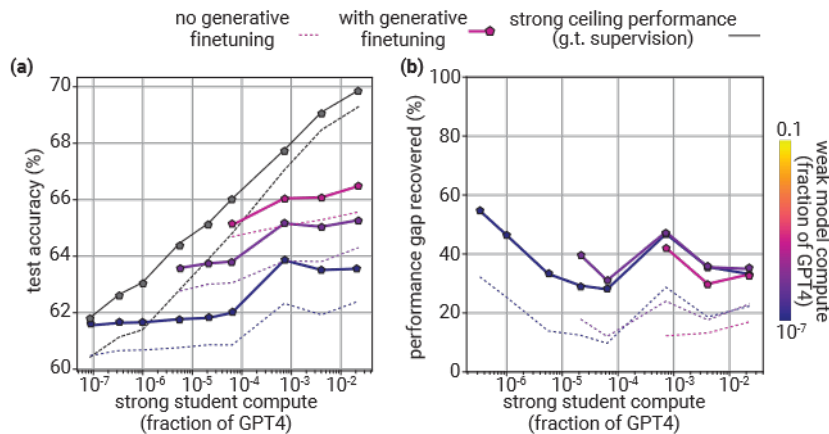 no generative finetuning
with generative finetuning
strong ceiling performance (g.t. supervision)
(a)
test accuracy (%)
70
68
66
64
62
60
10-7
10-6
10-5
10-4
10-3
10-2
strong student compute
(fraction of GPT4)
(b)
performance gap recovered (%)
100
80
60
40
20
0
10-6
10-5
10-4
10-3
10-2
strong student compute
(fraction of GPT4)
0.1
10-7
weak model compute
(fraction of GPT4)